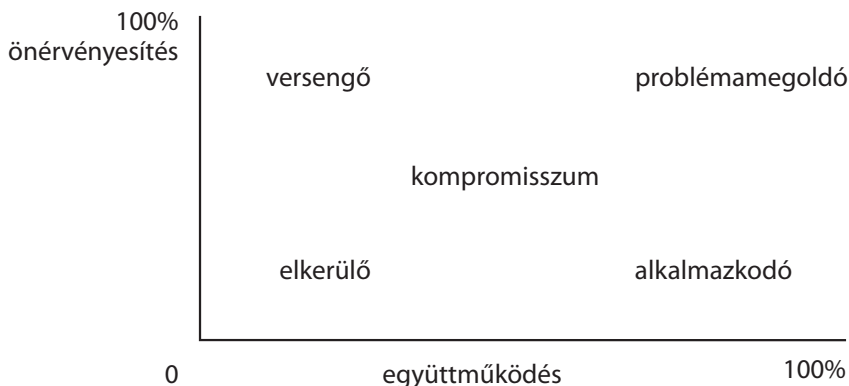 100%
önérvényesítés
versengő
problémamegoldó
kompromisszum
elkerülő
alkalmazkodó
0
együttműködés
100%